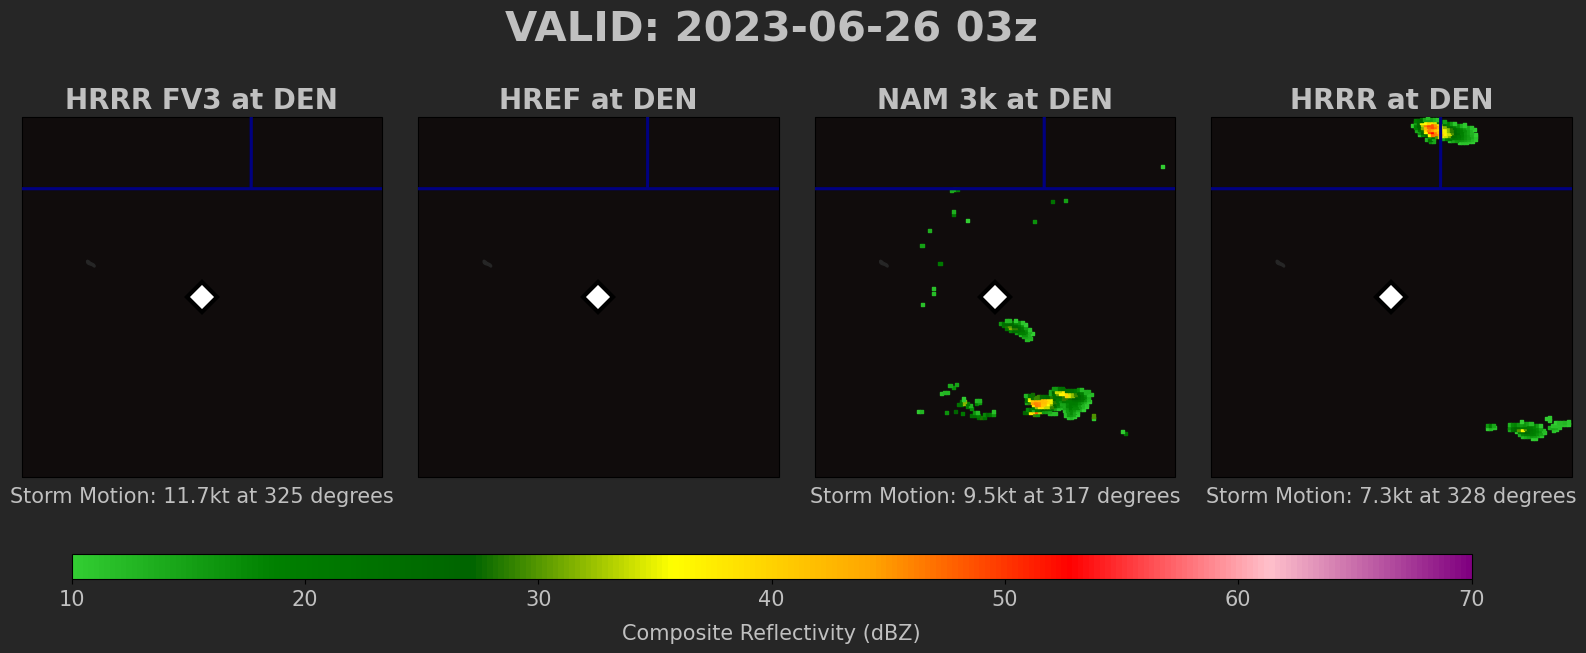 VALID: 2023-06-26 03z
HRRR FV3 at DEN
HREF at DEN
NAM 3k at DEN
HRRR at DEN
Storm Motion: 11.7kt at 325 degrees
Storm Motion: 9.5kt at 317 degrees
Storm Motion: 7.3kt at 328 degrees
10 20 30 40 50 60 70
Composite Reflectivity (dBZ)